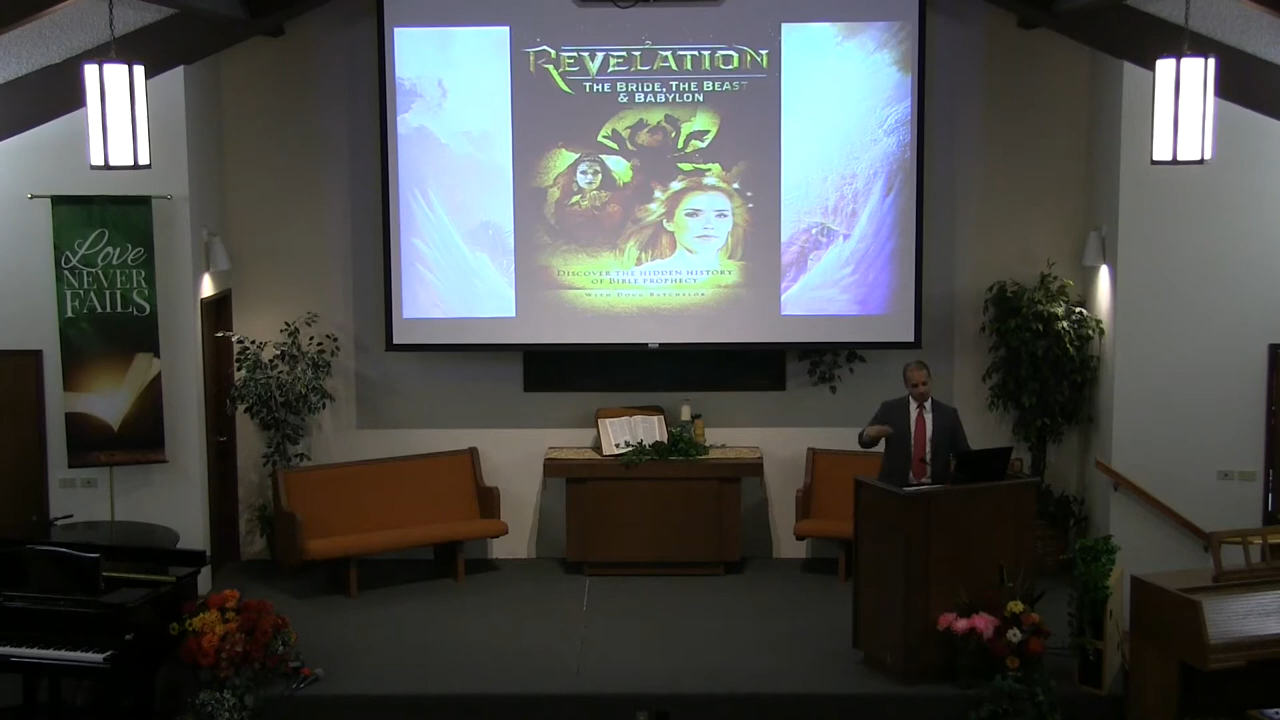 REVELATION
THE BRIDE, THE BEAST
& BABYLON
DISCOVER THE HIDDEN HISTORY
OF BIBLE PROPHECY
WITH DOUG BATCHELOR
Love
NEVER
FAILS